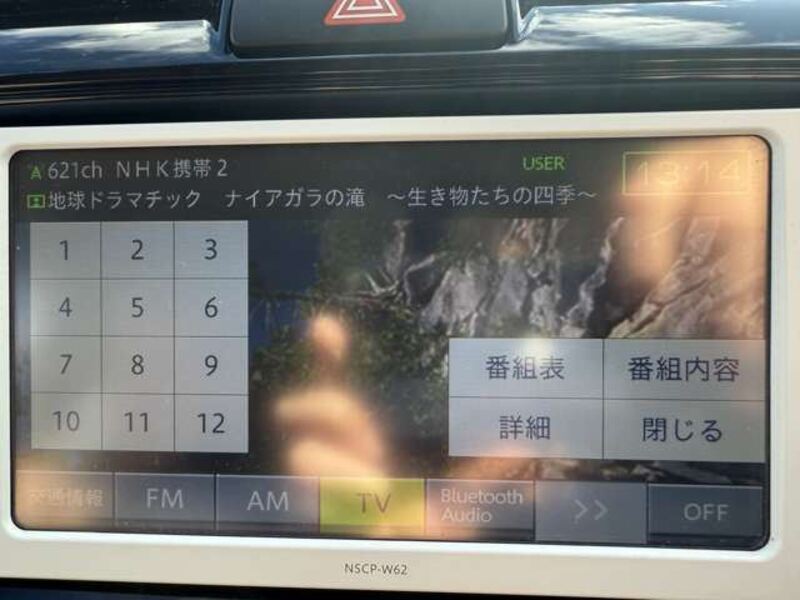 A 621ch NHK携帯2 USER 13:14
地球ドラマチック ナイアガラの滝 ～生き物たちの四季～
1 2 3
4 5 6
7 8 9
10 11 12
番組表 番組内容
詳細 閉じる
交通情報 FM AM TV Bluetooth Audio >> OFF
NSCP-W62